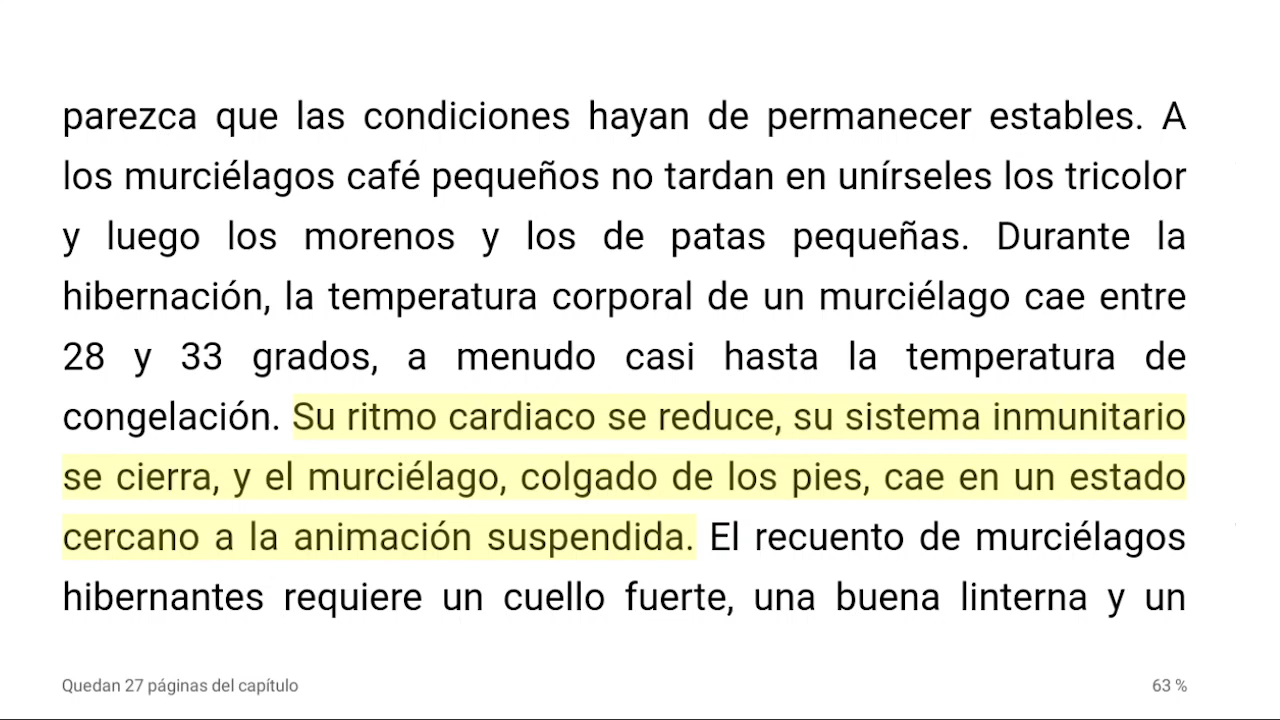 parezca que las condiciones hayan de permanecer estables. A
los murciélagos café pequeños no tardan en unírseles los tricolor
y luego los morenos y los de patas pequeñas. Durante la
hibernación, la temperatura corporal de un murciélago cae entre
28 y 33 grados, a menudo casi hasta la temperatura de
congelación. Su ritmo cardiaco se reduce, su sistema inmunitario
se cierra, y el murciélago, colgado de los pies, cae en un estado
cercano a la animación suspendida. El recuento de murciélagos
hibernantes requiere un cuello fuerte, una buena linterna y un
Quedan 27 páginas del capítulo
63 %